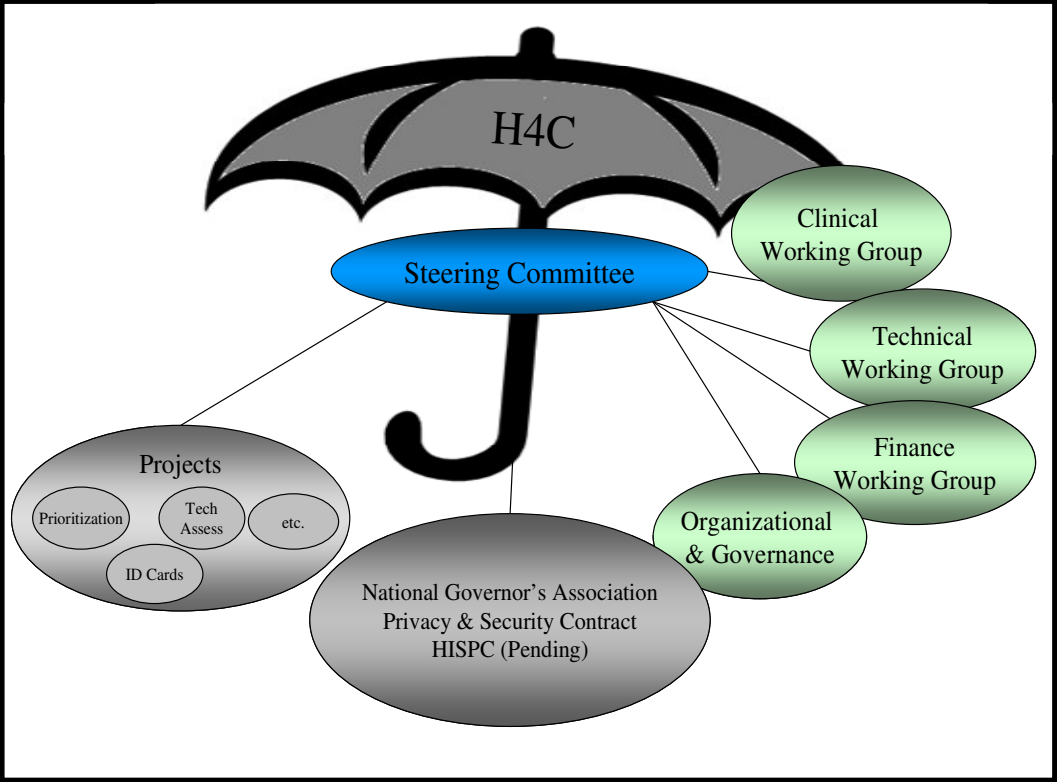 H4C
Clinical
Working Group
Steering Committee
Technical
Working Group
Finance
Working Group
Projects
Prioritization
Tech
Assess
etc.
ID Cards
Organizational
& Governance
National Governor's Association
Privacy & Security Contract
HISPC (Pending)